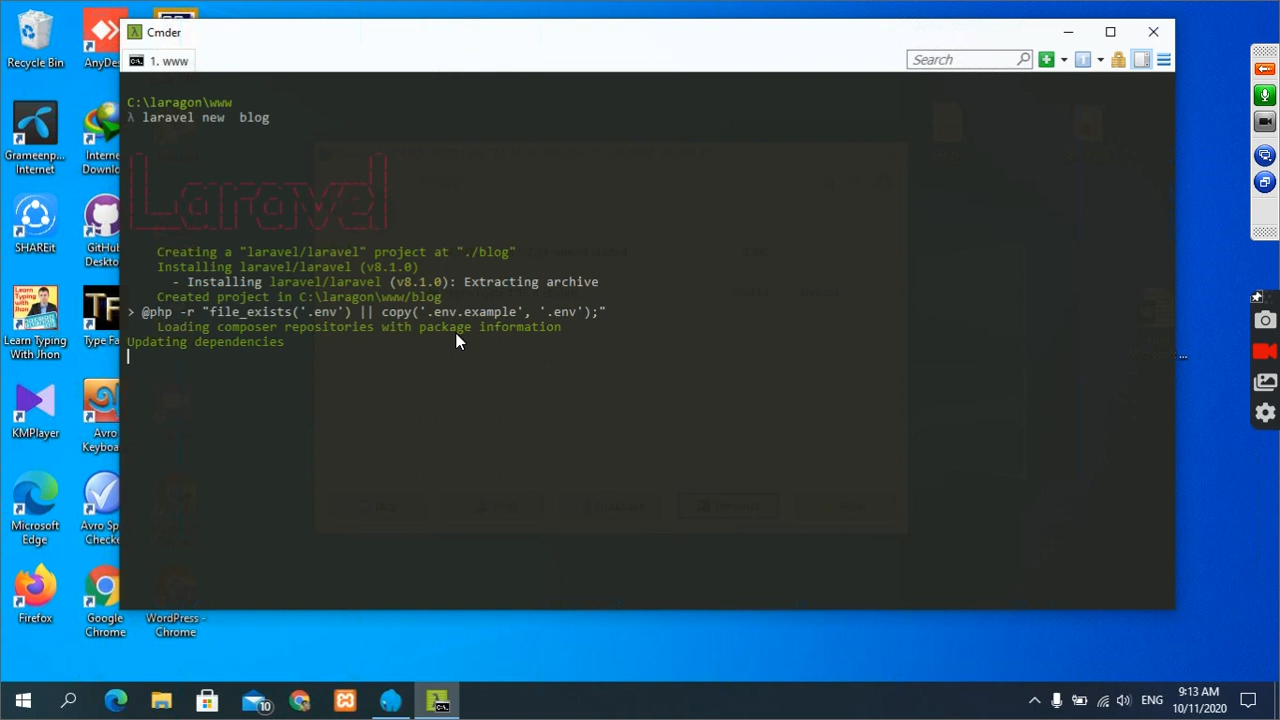 Cmder
1. www
Search
C:\laragon\www
λ laravel new  blog
Laravel
Creating a "laravel/laravel" project at "./blog"
Installing laravel/laravel (v8.1.0)
- Installing laravel/laravel (v8.1.0): Extracting archive
Created project in C:\laragon\www/blog
> @php -r "file_exists('.env') || copy('.env.example', '.env');"
Loading composer repositories with package information
Updating dependencies
Recycle Bin
AnyDes
Grameenp...
Internet
Interne
Downlo
SHAREit
GitHub
Deskto
Learn Typing
With Jhon
Type Fa
KMPlayer
Avro
Keyboa
Microsoft
Edge
Avro Sp
Checke
Firefox
Google
Chrome
WordPress -
Chrome
...
10
ENG
9:13 AM
10/11/2020